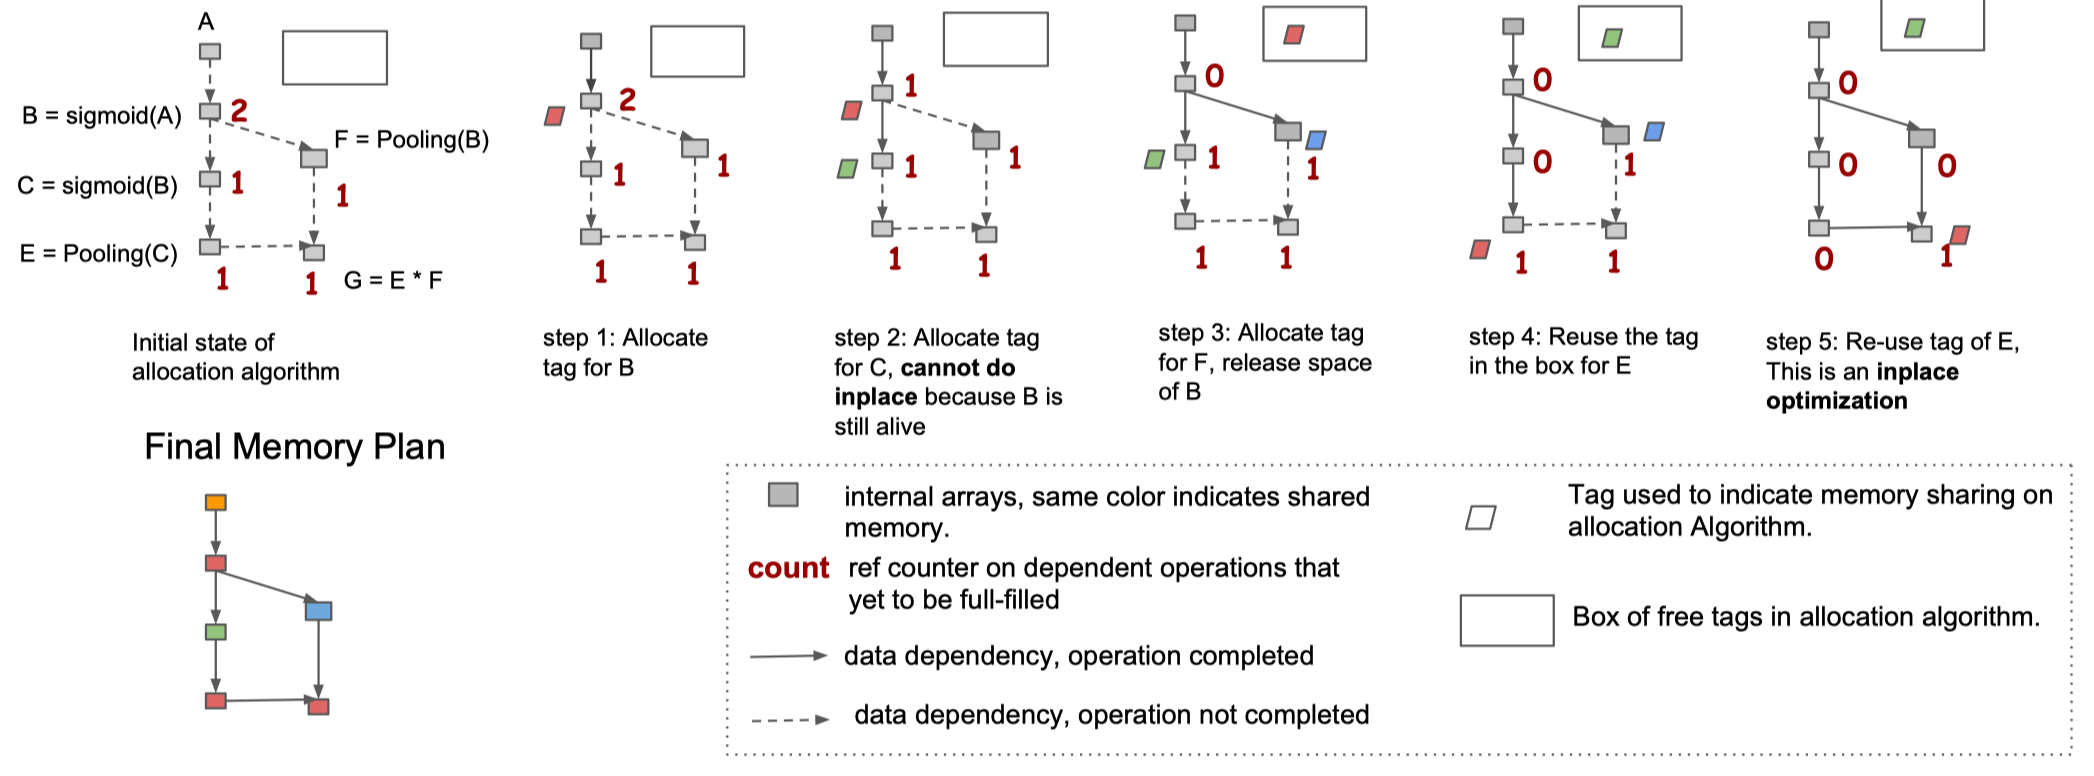 A
B = sigmoid(A)
2
F = Pooling(B)
C = sigmoid(B)
1
1
E = Pooling(C)
1
1
G = E * F
Initial state of
allocation algorithm
2
1
1
1
1
step 1: Allocate
tag for B
1
1
1
1
1
step 2: Allocate tag
for C, cannot do
inplace because B is
still alive
0
1
1
1
1
step 3: Allocate tag
for F, release space
of B
0
0
1
1
1
step 4: Reuse the tag
in the box for E
0
0
0
0
1
step 5: Re-use tag of E,
This is an inplace
optimization
Final Memory Plan
internal arrays, same color indicates shared
memory.
count ref counter on dependent operations that
yet to be full-filled
data dependency, operation completed
data dependency, operation not completed
Tag used to indicate memory sharing on
allocation Algorithm.
Box of free tags in allocation algorithm.